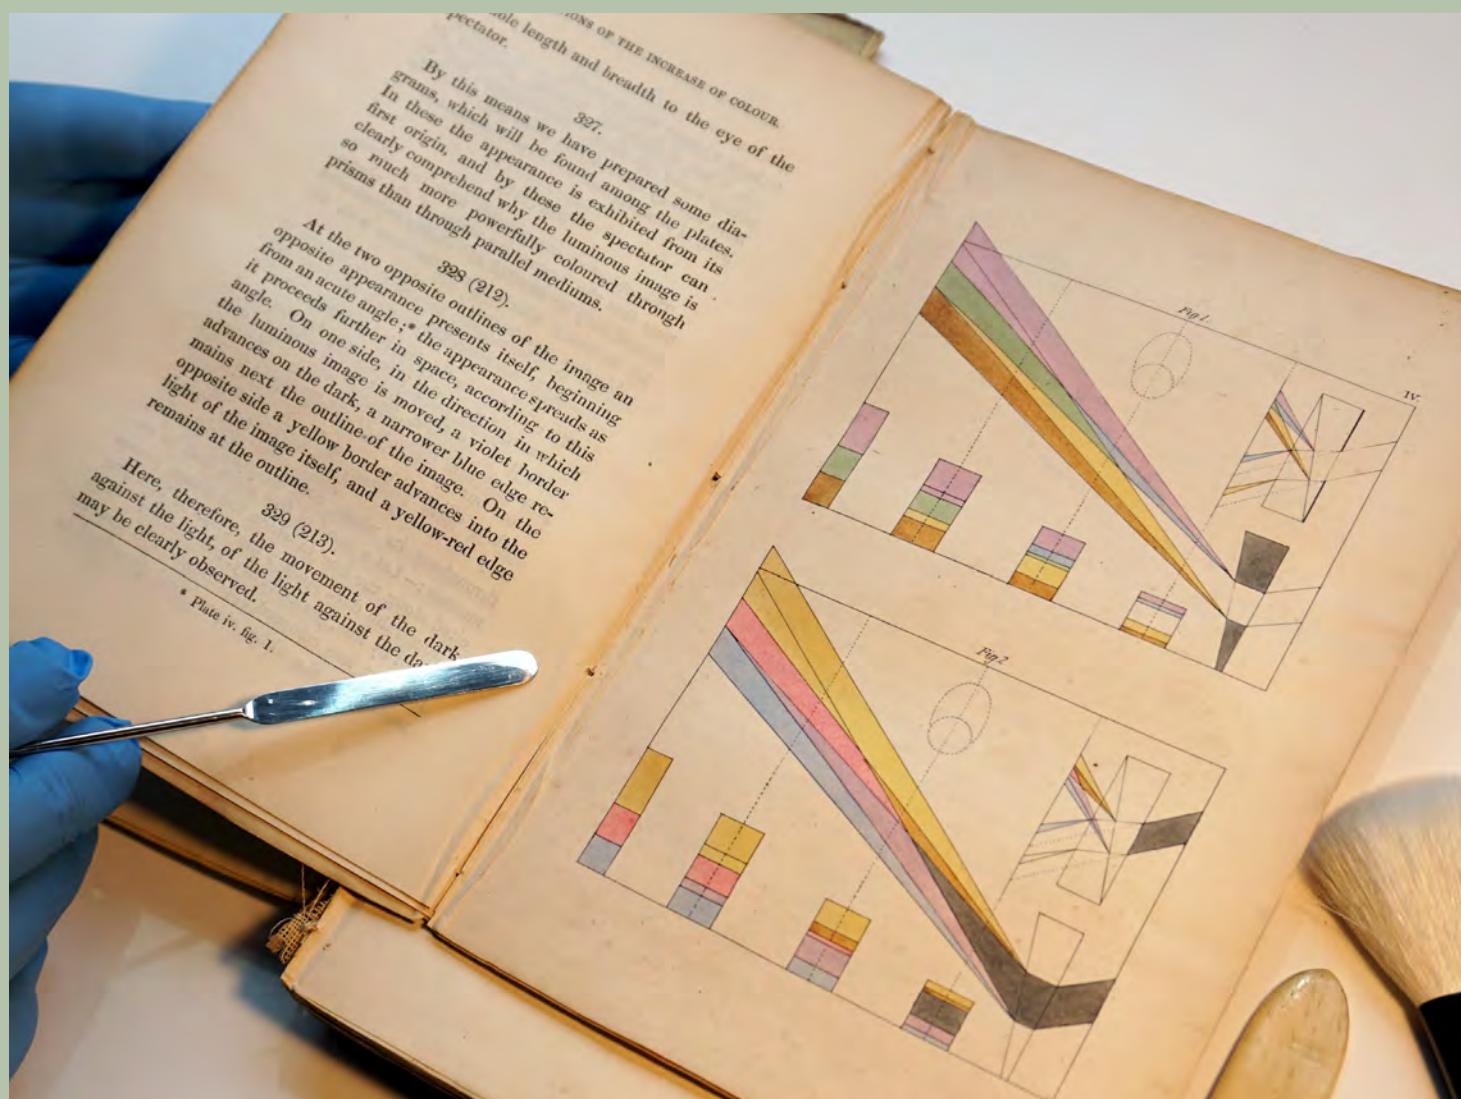 IONS OF THE INCREASE OF COLOUR.
ole length and breadth to the eye of the
pectator.
327.
By this means we have prepared some dia-
grams, which will be found among the plates.
In these the appearance is exhibited from its
first origin, and by these the spectator can
clearly comprehend why the luminous image is
so much more powerfully coloured through
prisms than through parallel mediums.
328 (212).
At the two opposite outlines of the image an
opposite appearance presents itself, beginning
from an acute angle;* the appearance spreads as
it proceeds further in space, according to this
angle. On one side, in the direction in which
the luminous image is moved, a violet border
advances on the dark, a narrower blue edge re-
mains next the outline of the image. On the
opposite side a yellow border advances into the
light of the image itself, and a yellow-red edge
remains at the outline.
329 (213).
Here, therefore, the movement of the dark
against the light, of the light against the da
may be clearly observed.
* Plate iv. fig. 1.
Fig 1.
IV.
Fig 2